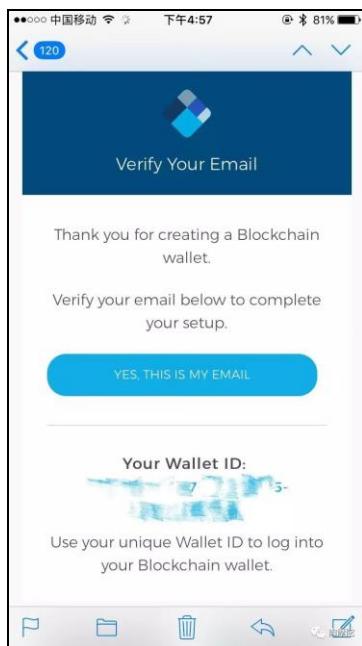 中国移动 下午4:57 81%
120
Verify Your Email
Thank you for creating a Blockchain
wallet.
Verify your email below to complete
your setup.
YES, THIS IS MY EMAIL
Your Wallet ID:
Use your unique Wallet ID to log into
your Blockchain wallet.